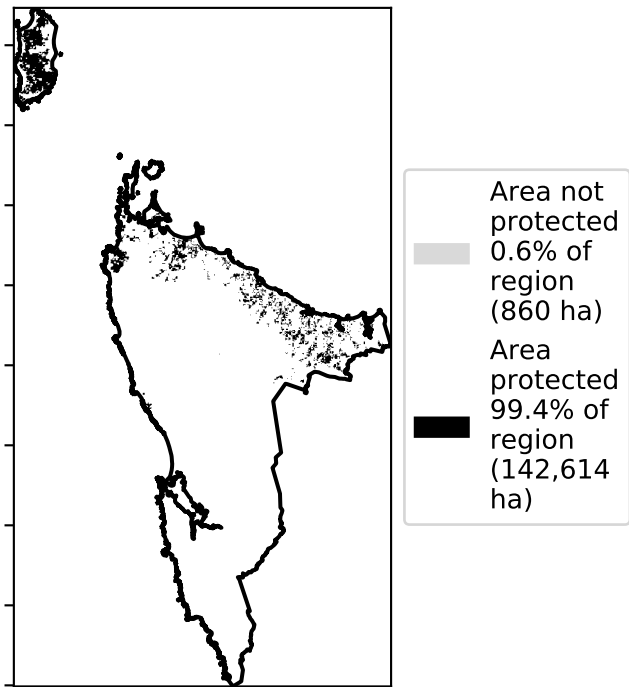 Area not
protected
0.6% of
region
(860 ha)
Area
protected
99.4% of
region
(142,614
ha)